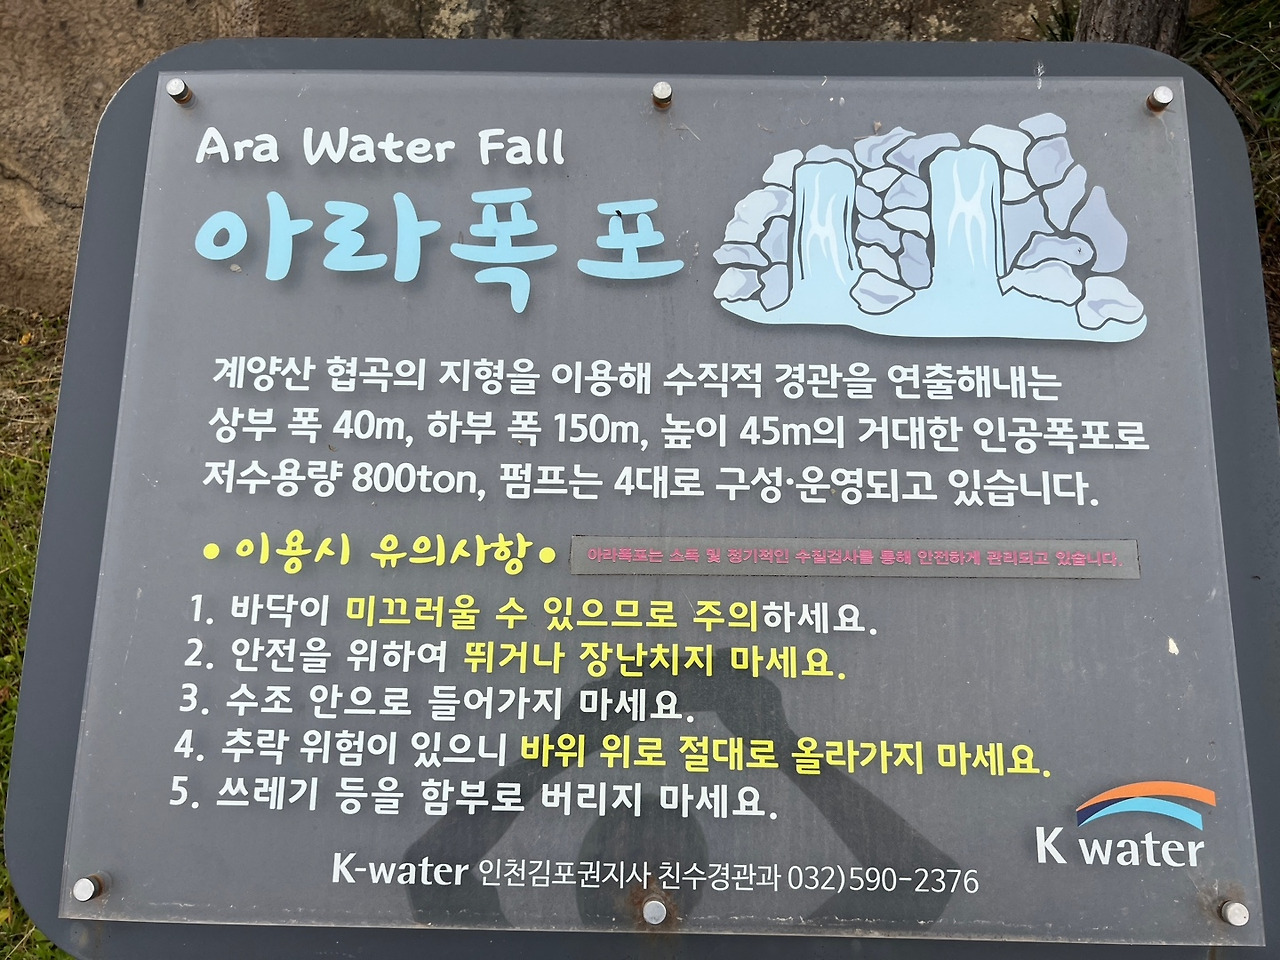 Ara Water Fall
아라폭포
계양산 협곡의 지형을 이용해 수직적 경관을 연출해내는
상부 폭 40m, 하부 폭 150m, 높이 45m의 거대한 인공폭포로
저수용량 800ton, 펌프는 4대로 구성·운영되고 있습니다.
• 이용시 유의사항 •
아라폭포는 소독 및 정기적인 수질검사를 통해 안전하게 관리되고 있습니다.
1. 바닥이 미끄러울 수 있으므로 주의하세요.
2. 안전을 위하여 뛰거나 장난치지 마세요.
3. 수조 안으로 들어가지 마세요.
4. 추락 위험이 있으니 바위 위로 절대로 올라가지 마세요.
5. 쓰레기 등을 함부로 버리지 마세요.
K water
K-water 인천김포권지사 친수경관과 032)590-2376